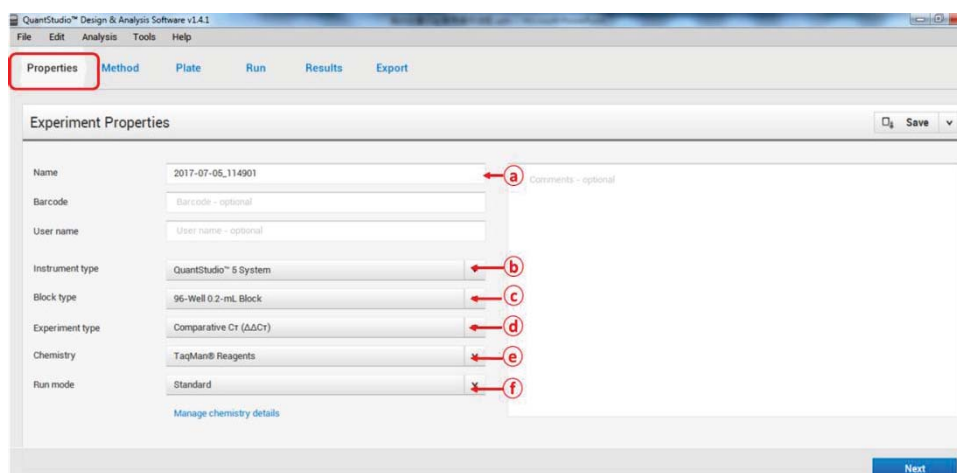 QuantStudio™ Design & Analysis Software v1.4.1
File Edit Analysis Tools Help
Properties Method Plate Run Results Export
Experiment Properties
Save
Name 2017-07-05_114901 a Comments - optional
Barcode Barcode - optional
User name User name - optional
Instrument type QuantStudio™ 5 System b
Block type 96-Well 0.2-mL Block c
Experiment type Comparative Cт (ΔΔCт) d
Chemistry TaqMan® Reagents e
Run mode Standard f
Manage chemistry details
Next